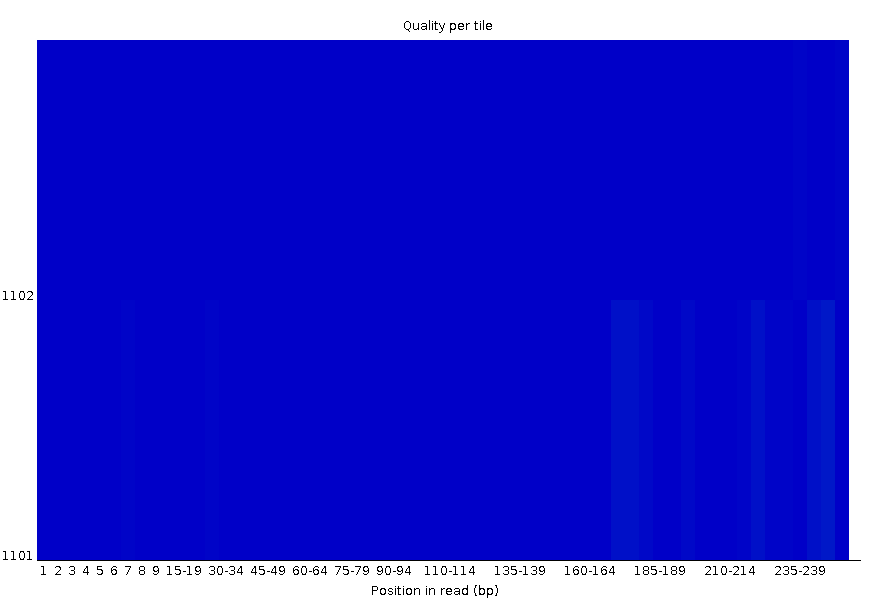 Quality per tile
1102
1101
1 2 3 4 5 6 7 8 9 15-19 30-34 45-49 60-64 75-79 90-94 110-114 135-139 160-164 185-189 210-214 235-239
Position in read (bp)